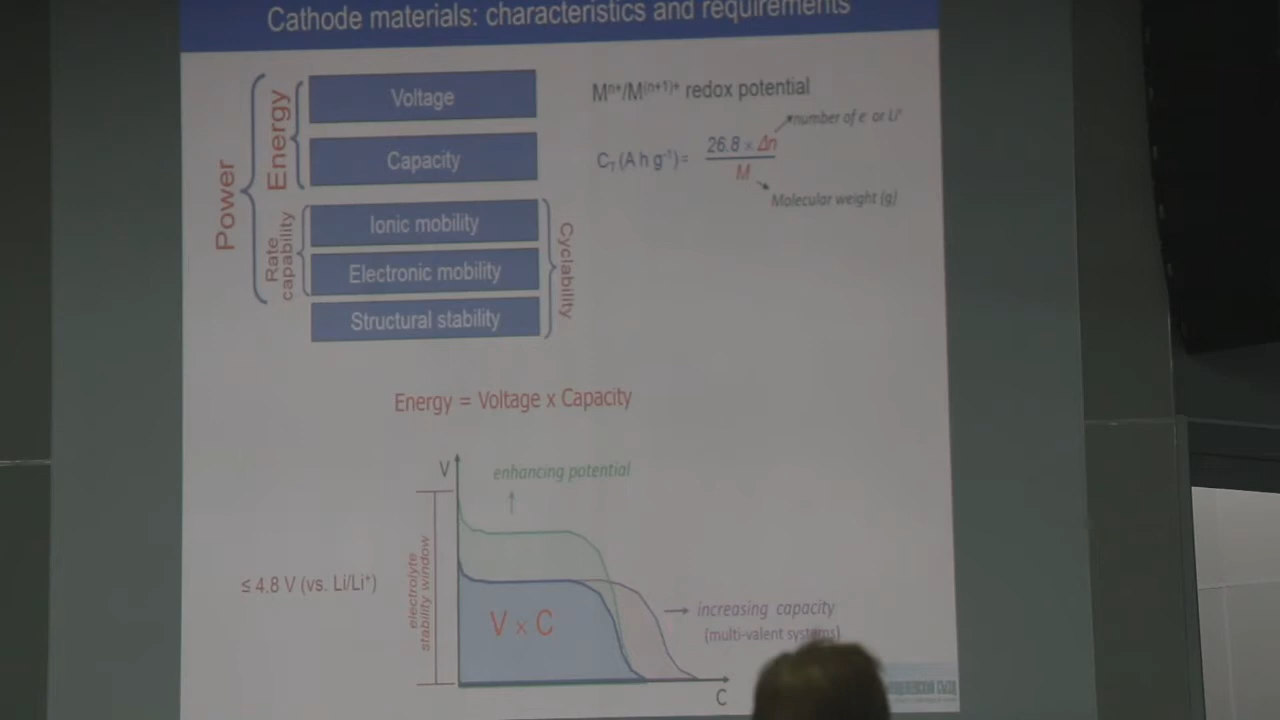 Cathode materials: characteristics and requirements
Power
Energy
Voltage
Capacity
Rate capability
Ionic mobility
Electronic mobility
Structural stability
Cyclability
Mⁿ⁺/M⁽ⁿ⁺¹⁾⁺ redox potential
number of e⁻ or Li⁺
C_T (A h g⁻¹) = 26.8 × Δn / M
Molecular weight (g)
Energy = Voltage x Capacity
V
enhancing potential
≤ 4.8 V (vs. Li/Li⁺)
electrolyte
stability window
V x C
increasing capacity
(multi-valent systems)
C